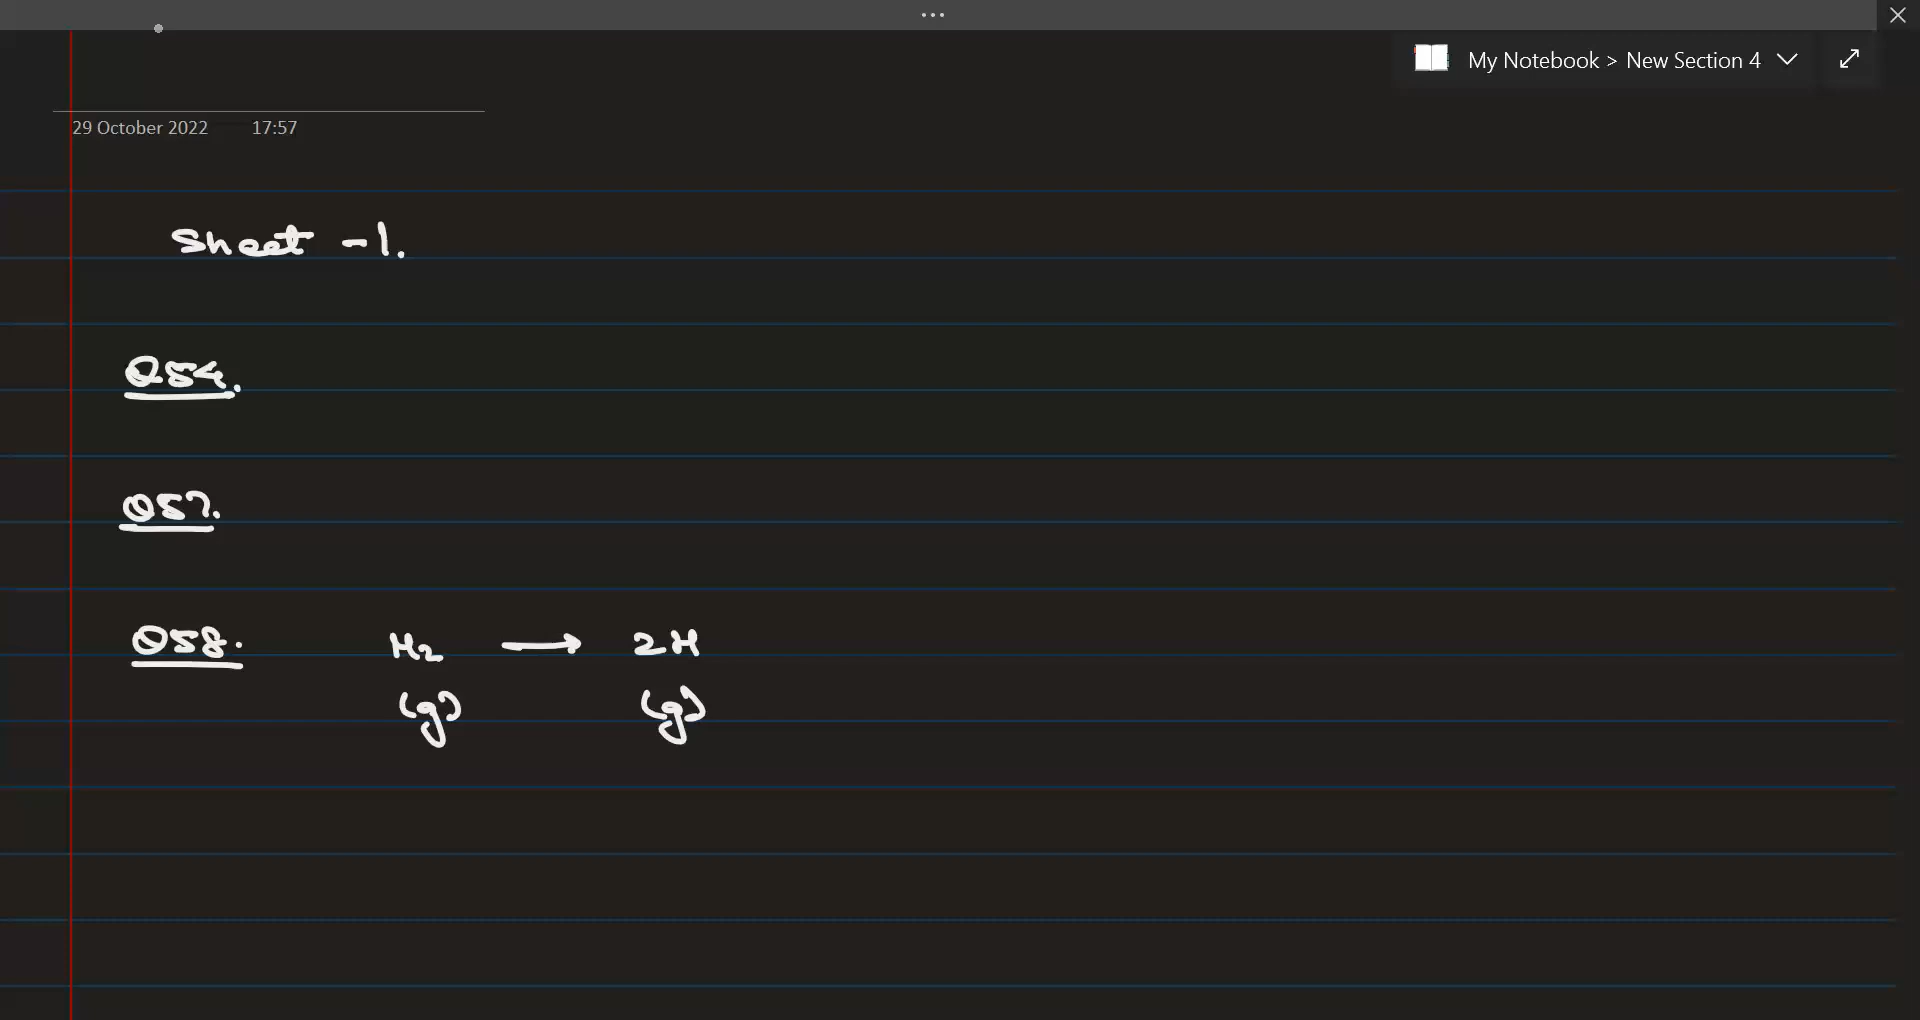 ...
My Notebook > New Section 4
29 October 2022 17:57
Sheet -1.
Q54.
Q57.
Q58. H₂ → 2H
(g) (g)